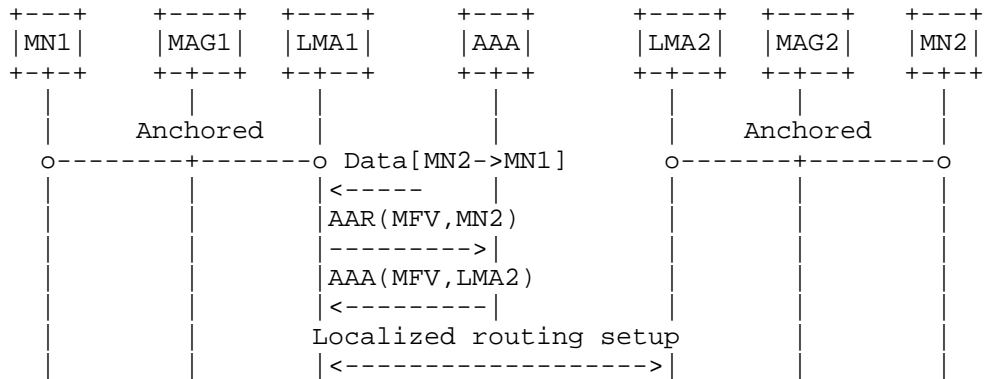 MN1 MAG1 LMA1 AAA LMA2 MAG2 MN2
Anchored Anchored
Data[MN2->MN1]
AAR(MFV,MN2)
AAA(MFV,LMA2)
Localized routing setup